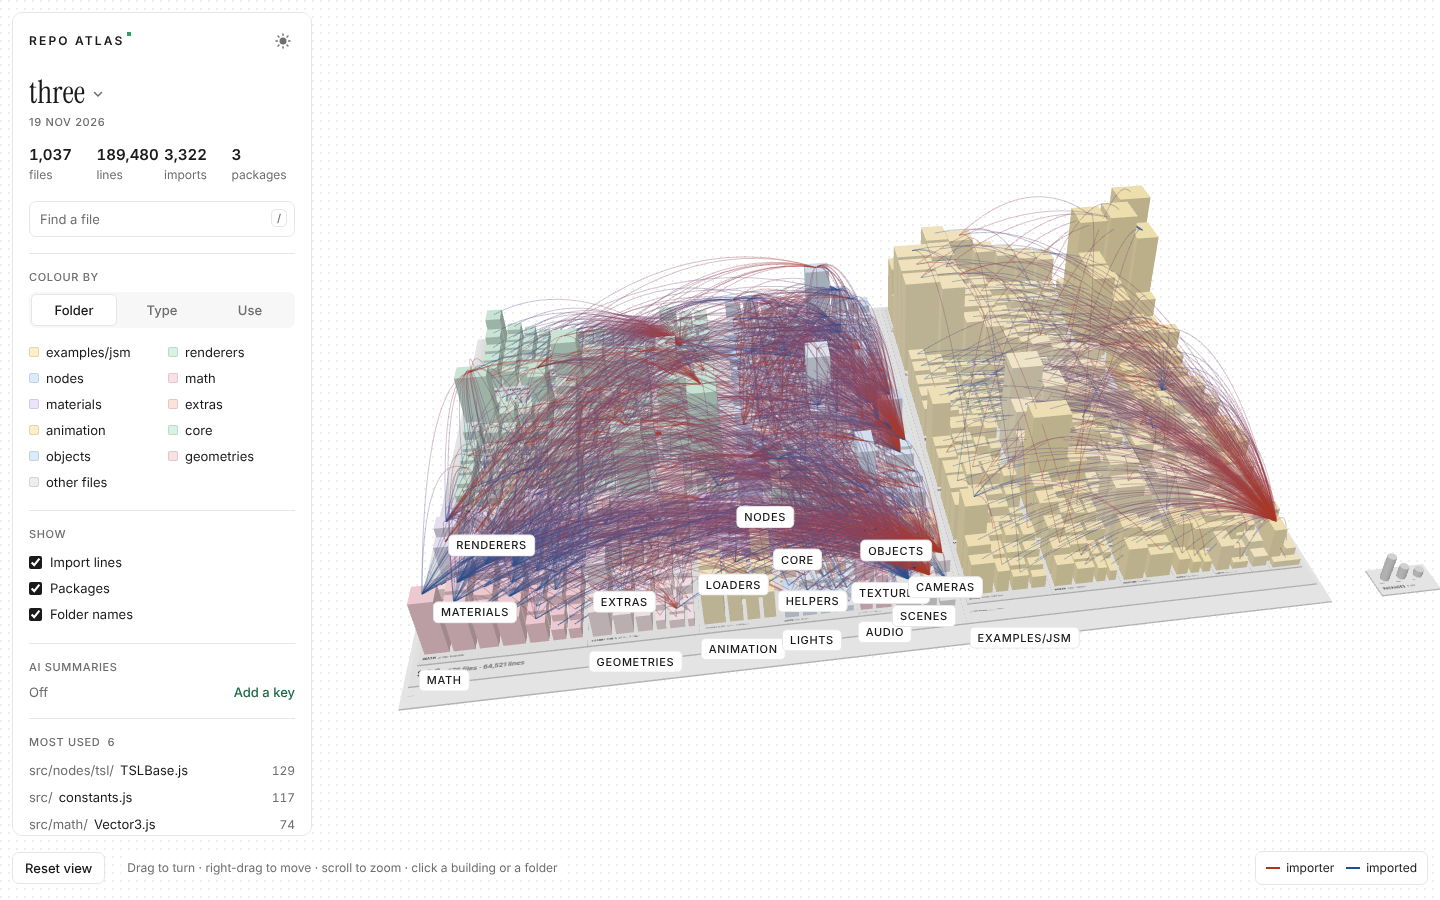 REPO ATLAS
three
19 NOV 2026
1,037 189,480 3,322 3
files lines imports packages
Find a file /
COLOUR BY
Folder Type Use
examples/jsm renderers
nodes math
materials extras
animation core
objects geometries
other files
SHOW
Import lines
Packages
Folder names
AI SUMMARIES
Off Add a key
MOST USED 6
src/nodes/tsl/ TSLBase.js 129
src/ constants.js 117
src/math/ Vector3.js 74
NODES
RENDERERS
CORE
OBJECTS
LOADERS
CAMERAS
MATERIALS
EXTRAS
HELPERS
SCENES
AUDIO
LIGHTS
EXAMPLES/JSM
ANIMATION
GEOMETRIES
64,521 lines
MATH
Reset view Drag to turn · right-drag to move · scroll to zoom · click a building or a folder
importer imported